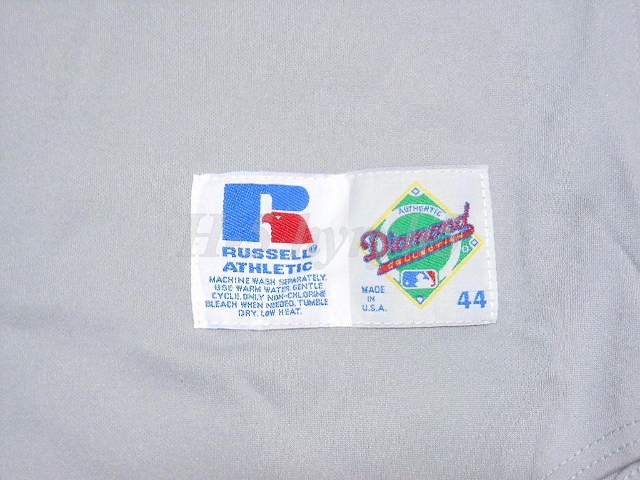 RUSSELL®
ATHLETIC
MACHINE WASH SEPARATELY.
USE WARM WATER, GENTLE
CYCLE. ONLY NON-CHLORINE
BLEACH WHEN NEEDED. TUMBLE
DRY, LOW HEAT.
AUTHENTIC
Diamond
COLLECTION
MADE
IN
U.S.A.
44